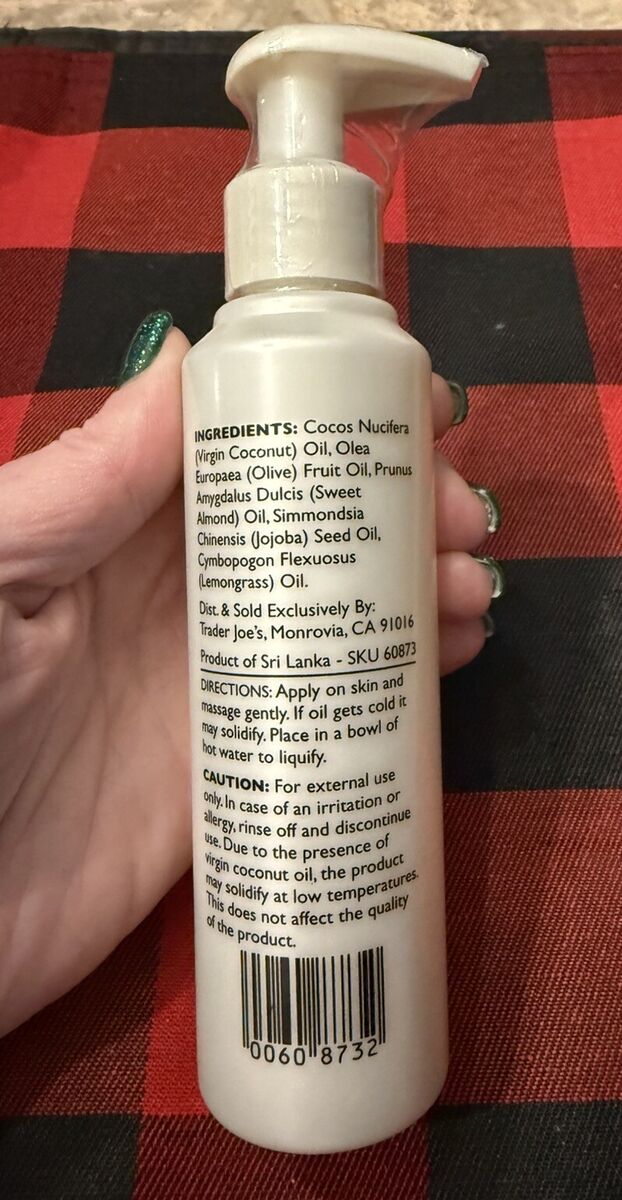 INGREDIENTS: Cocos Nucifera
(Virgin Coconut) Oil, Olea
Europaea (Olive) Fruit Oil, Prunus
Amygdalus Dulcis (Sweet
Almond) Oil, Simmondsia
Chinensis (Jojoba) Seed Oil,
Cymbopogon Flexuosus
(Lemongrass) Oil.
Dist. & Sold Exclusively By:
Trader Joe's, Monrovia, CA 91016
Product of Sri Lanka - SKU 60873
DIRECTIONS: Apply on skin and
massage gently. If oil gets cold it
may solidify. Place in a bowl of
hot water to liquify.
CAUTION: For external use
only. In case of an irritation or
allergy, rinse off and discontinue
use. Due to the presence of
virgin coconut oil, the product
may solidify at low temperatures.
This does not affect the quality
of the product.
0060 8732